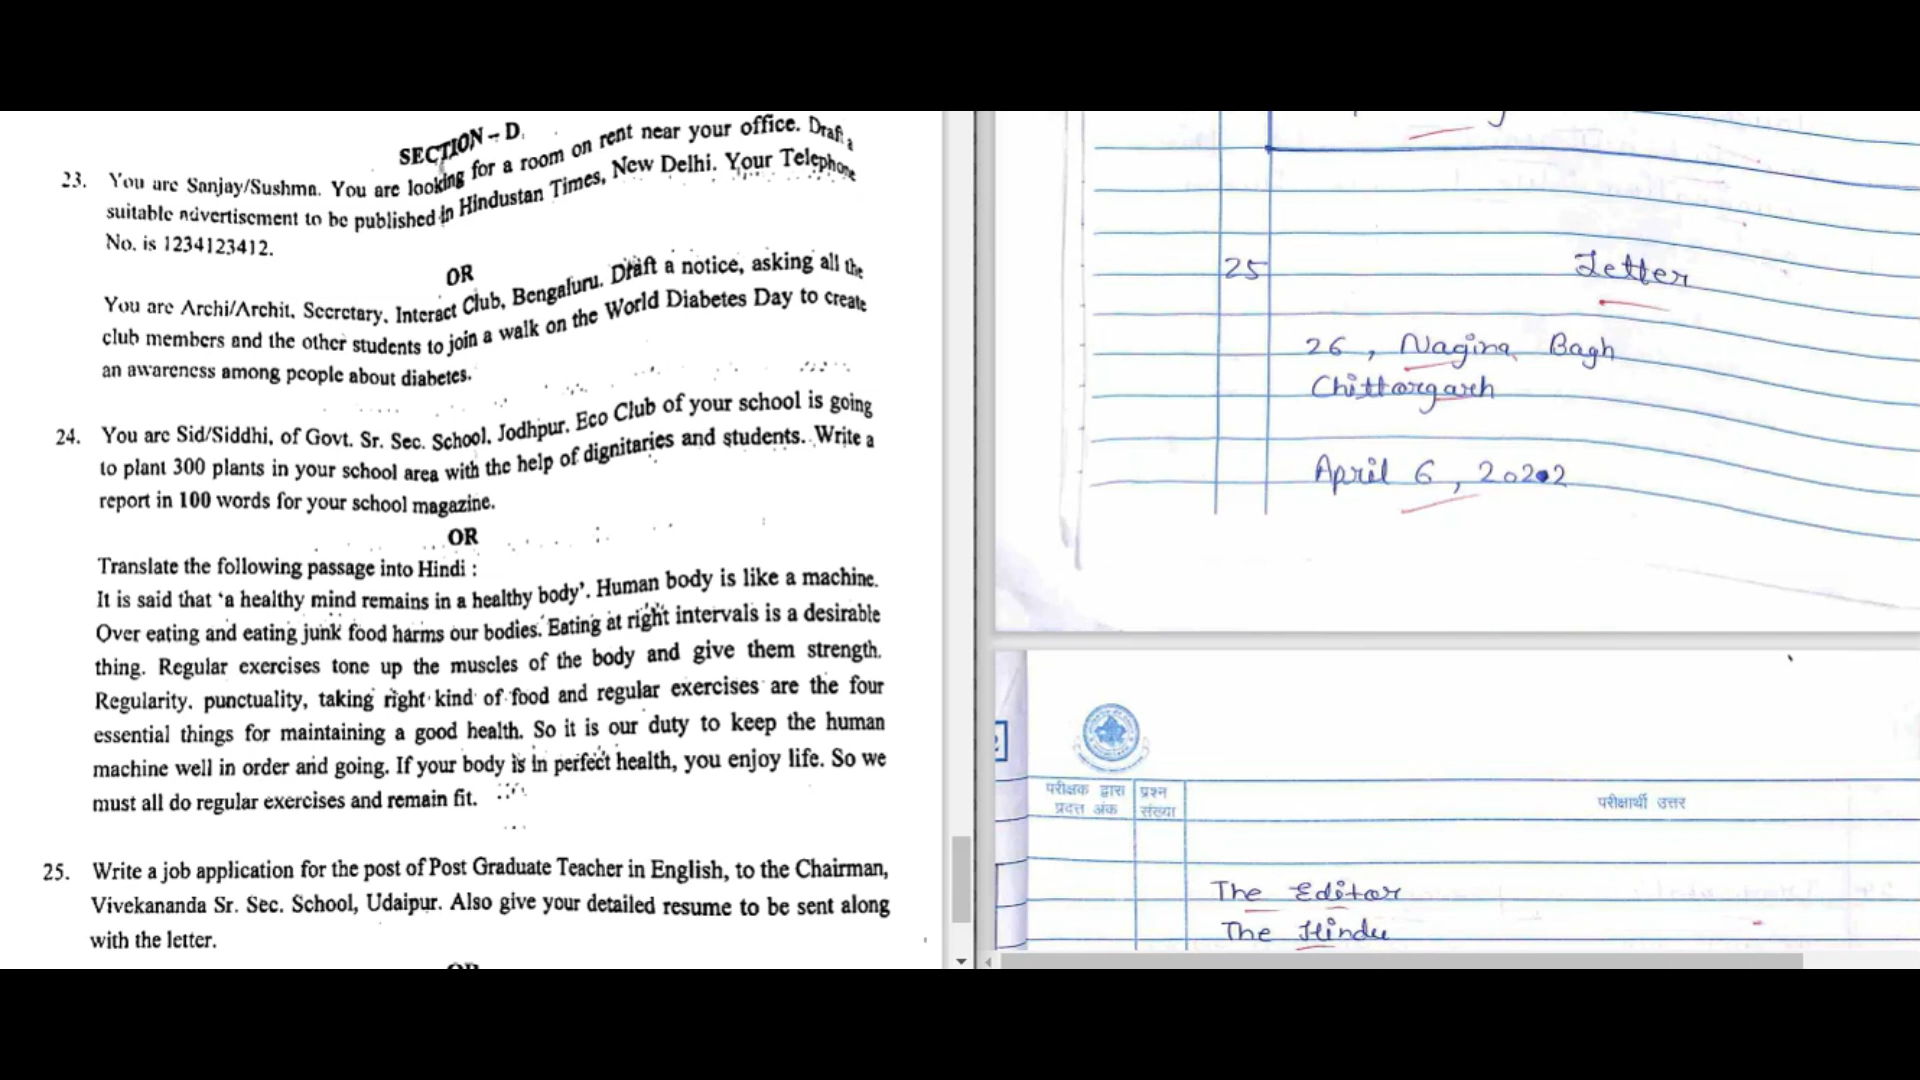 SECTION – D
23. You are Sanjay/Sushma. You are looking for a room on rent near your office. Draft a
suitable advertisement to be published in Hindustan Times, New Delhi. Your Telephone
No. is 1234123412.
OR
You are Archi/Archit, Secretary, Interact Club, Bengaluru. Draft a notice, asking all the
club members and the other students to join a walk on the World Diabetes Day to create
an awareness among people about diabetes.
24. You are Sid/Siddhi, of Govt. Sr. Sec. School, Jodhpur. Eco Club of your school is going
to plant 300 plants in your school area with the help of dignitaries and students. Write a
report in 100 words for your school magazine.
OR
Translate the following passage into Hindi :
It is said that ‘a healthy mind remains in a healthy body’. Human body is like a machine.
Over eating and eating junk food harms our bodies. Eating at right intervals is a desirable
thing. Regular exercises tone up the muscles of the body and give them strength.
Regularity, punctuality, taking right kind of food and regular exercises are the four
essential things for maintaining a good health. So it is our duty to keep the human
machine well in order and going. If your body is in perfect health, you enjoy life. So we
must all do regular exercises and remain fit.
25. Write a job application for the post of Post Graduate Teacher in English, to the Chairman,
Vivekananda Sr. Sec. School, Udaipur. Also give your detailed resume to be sent along
with the letter.
OR
25 Letter
26, Nagina Bagh
Chittorgarh
April 6, 2022
परीक्षक द्वारा
प्रदत्त अंक
प्रश्न
संख्या
परीक्षार्थी उत्तर
The Editor
The Hindu